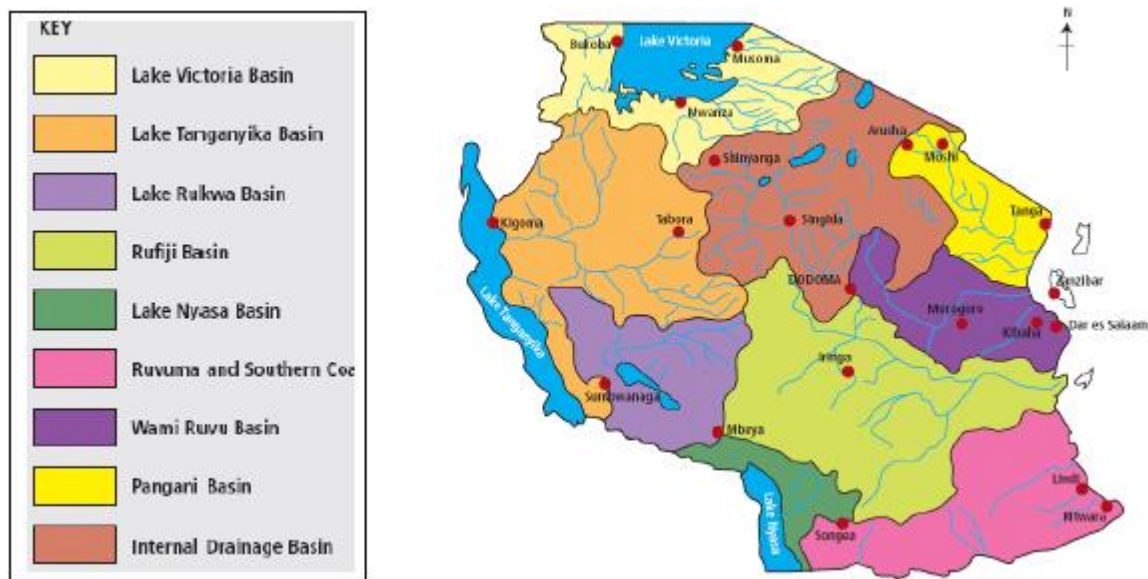 KEY
Lake Victoria Basin
Lake Tanganyika Basin
Lake Rukwa Basin
Rufiji Basin
Lake Nyasa Basin
Ruvuma and Southern Coa
Wami Ruvu Basin
Pangani Basin
Internal Drainage Basin
N
Bukoba
Lake Victoria
Musoma
Mwanza
Arusha
Moshi
Shinyanga
Kigoma
Tabora
Singida
Tanga
DODOMA
Zanzibar
Morogoro
Kibaha
Dar es Salaam
Lake Tanganyika
Iringa
Mbeya
Lake Nyasa
Songea
Lindi